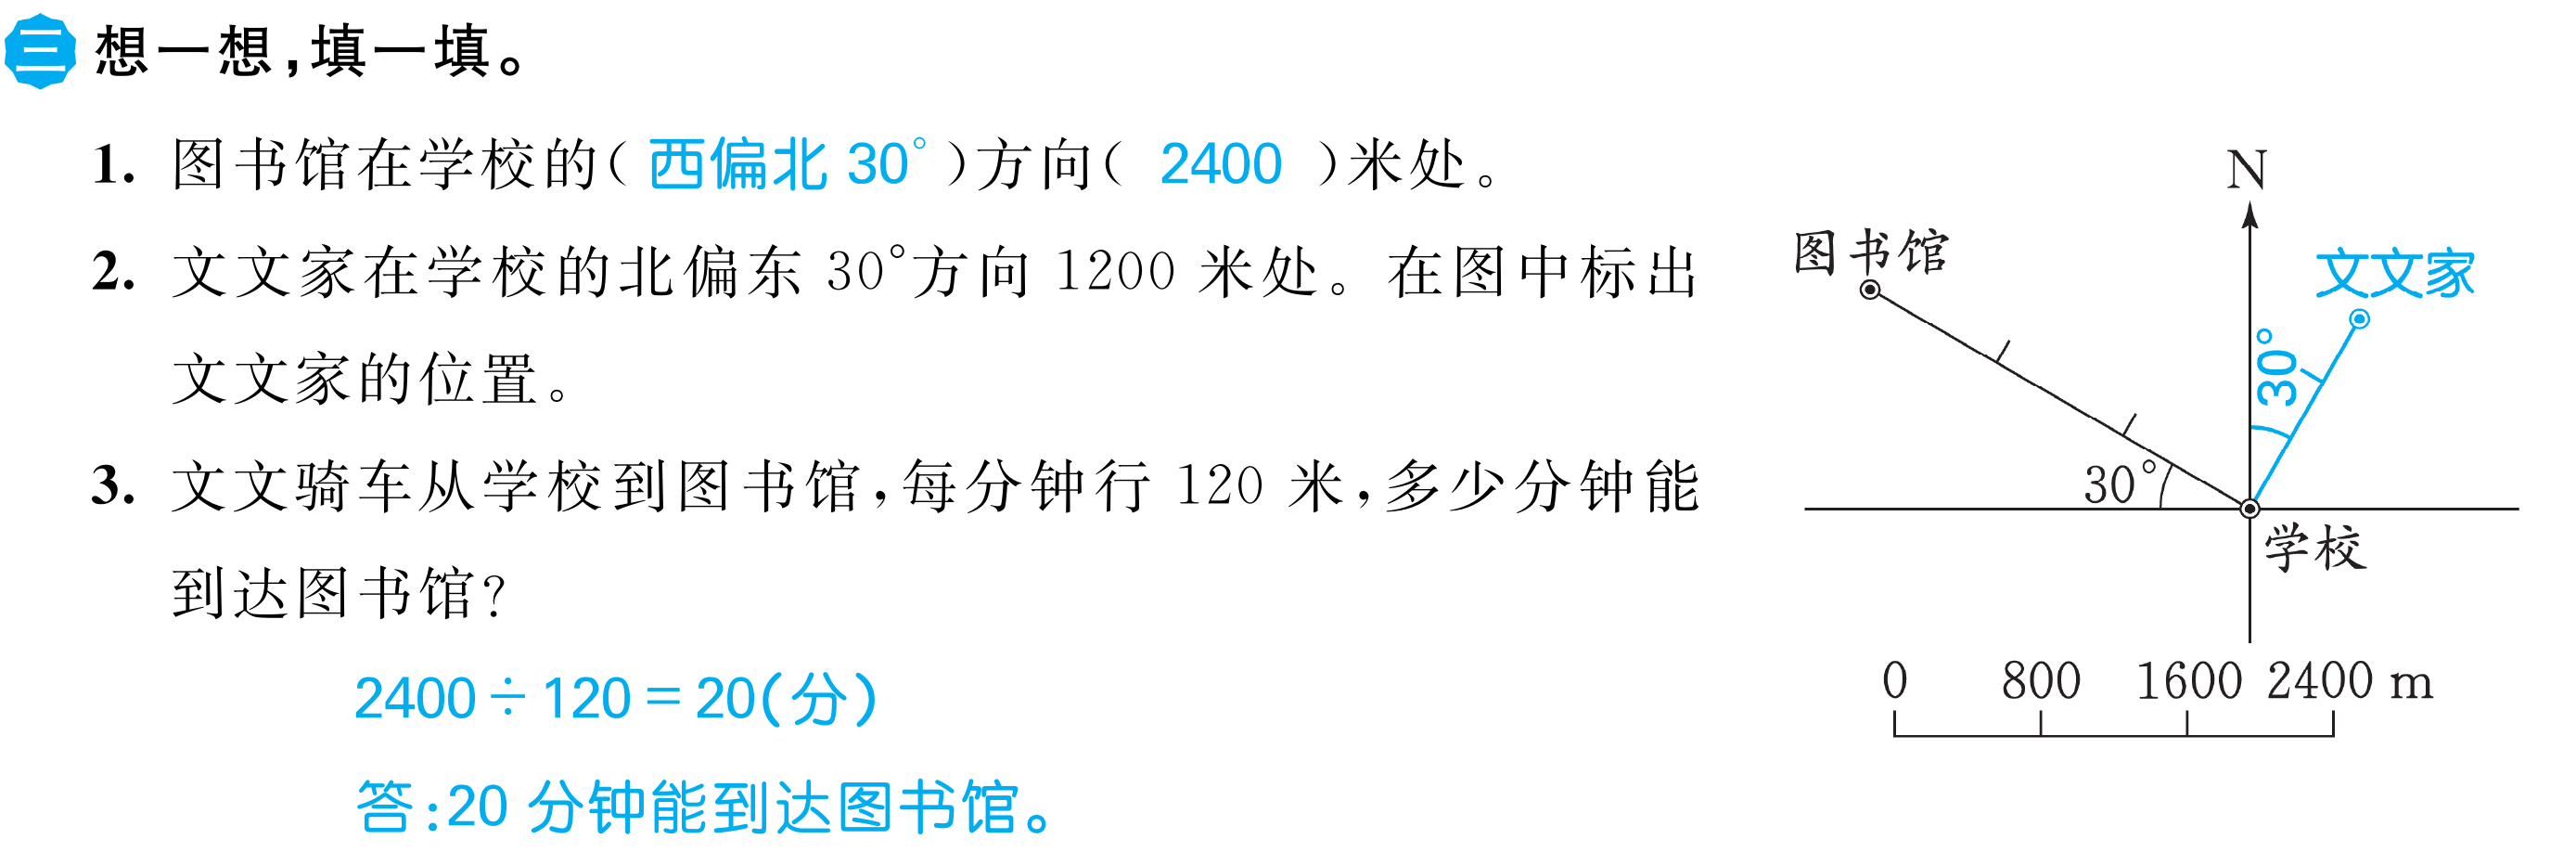 三 想一想,填一填。
1. 图书馆在学校的( 西偏北 30° )方向( 2400 )米处。
2. 文文家在学校的北偏东 30°方向 1200 米处。在图中标出
文文家的位置。
3. 文文骑车从学校到图书馆,每分钟行 120 米,多少分钟能
到达图书馆?
2400÷120=20(分)
答:20 分钟能到达图书馆。
N
图书馆
文文家
30°
30°
学校
0 800 1600 2400 m